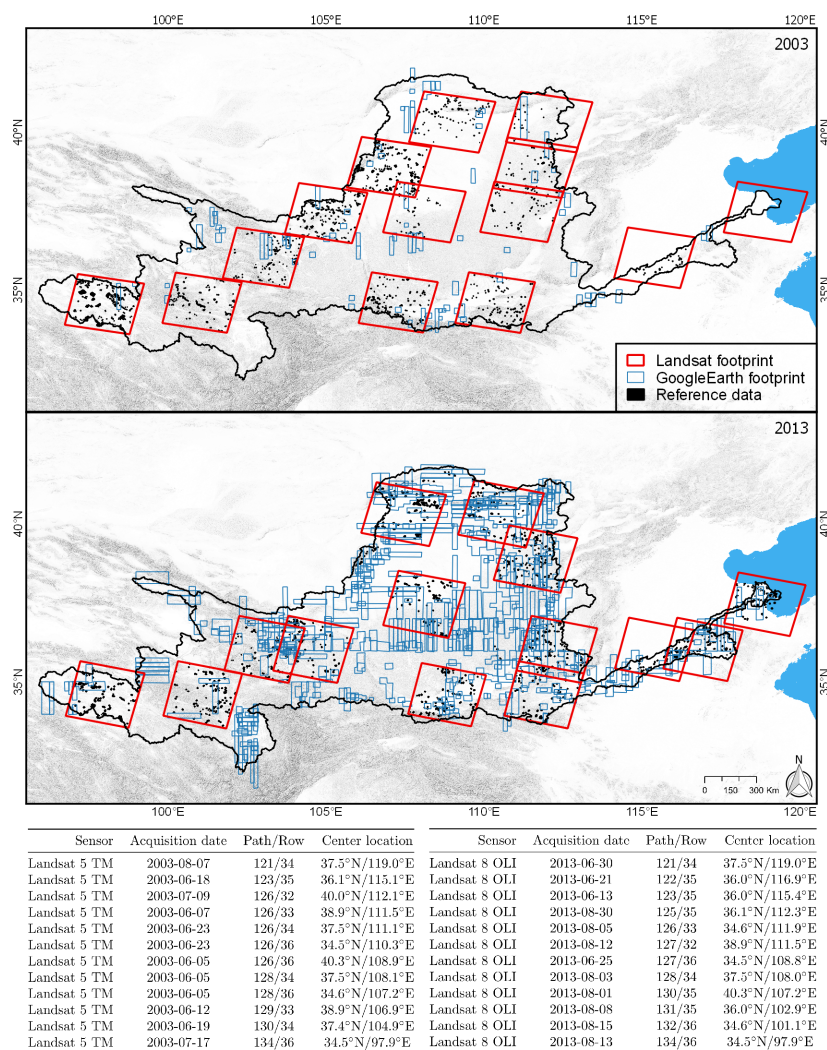 100°E 105°E 110°E 115°E 120°E
2003
40°N 40°N
35°N 35°N
Landsat footprint
GoogleEarth footprint
Reference data
2013
40°N 40°N
35°N 35°N
N
0 150 300 Km
100°E 105°E 110°E 115°E 120°E
Sensor Acquisition date Path/Row Center location Sensor Acquisition date Path/Row Center location
Landsat 5 TM 2003-08-07 121/34 37.5°N/119.0°E Landsat 8 OLI 2013-06-30 121/34 37.5°N/119.0°E
Landsat 5 TM 2003-06-18 123/35 36.1°N/115.1°E Landsat 8 OLI 2013-06-21 122/35 36.0°N/116.9°E
Landsat 5 TM 2003-07-09 126/32 40.0°N/112.1°E Landsat 8 OLI 2013-06-13 123/35 36.0°N/115.4°E
Landsat 5 TM 2003-06-07 126/33 38.9°N/111.5°E Landsat 8 OLI 2013-08-30 125/35 36.1°N/112.3°E
Landsat 5 TM 2003-06-23 126/34 37.5°N/111.1°E Landsat 8 OLI 2013-08-05 126/33 34.6°N/111.9°E
Landsat 5 TM 2003-06-23 126/36 34.5°N/110.3°E Landsat 8 OLI 2013-08-12 127/32 38.9°N/111.5°E
Landsat 5 TM 2003-06-05 126/36 40.3°N/108.9°E Landsat 8 OLI 2013-06-25 127/36 34.5°N/108.8°E
Landsat 5 TM 2003-06-05 128/34 37.5°N/108.1°E Landsat 8 OLI 2013-08-03 128/34 37.5°N/108.0°E
Landsat 5 TM 2003-06-05 128/36 34.6°N/107.2°E Landsat 8 OLI 2013-08-01 130/35 40.3°N/107.2°E
Landsat 5 TM 2003-06-12 129/33 38.9°N/106.9°E Landsat 8 OLI 2013-08-08 131/35 36.0°N/102.9°E
Landsat 5 TM 2003-06-19 130/34 37.4°N/104.9°E Landsat 8 OLI 2013-08-15 132/36 34.6°N/101.1°E
Landsat 5 TM 2003-07-17 134/36 34.5°N/97.9°E Landsat 8 OLI 2013-08-13 134/36 34.5°N/97.9°E